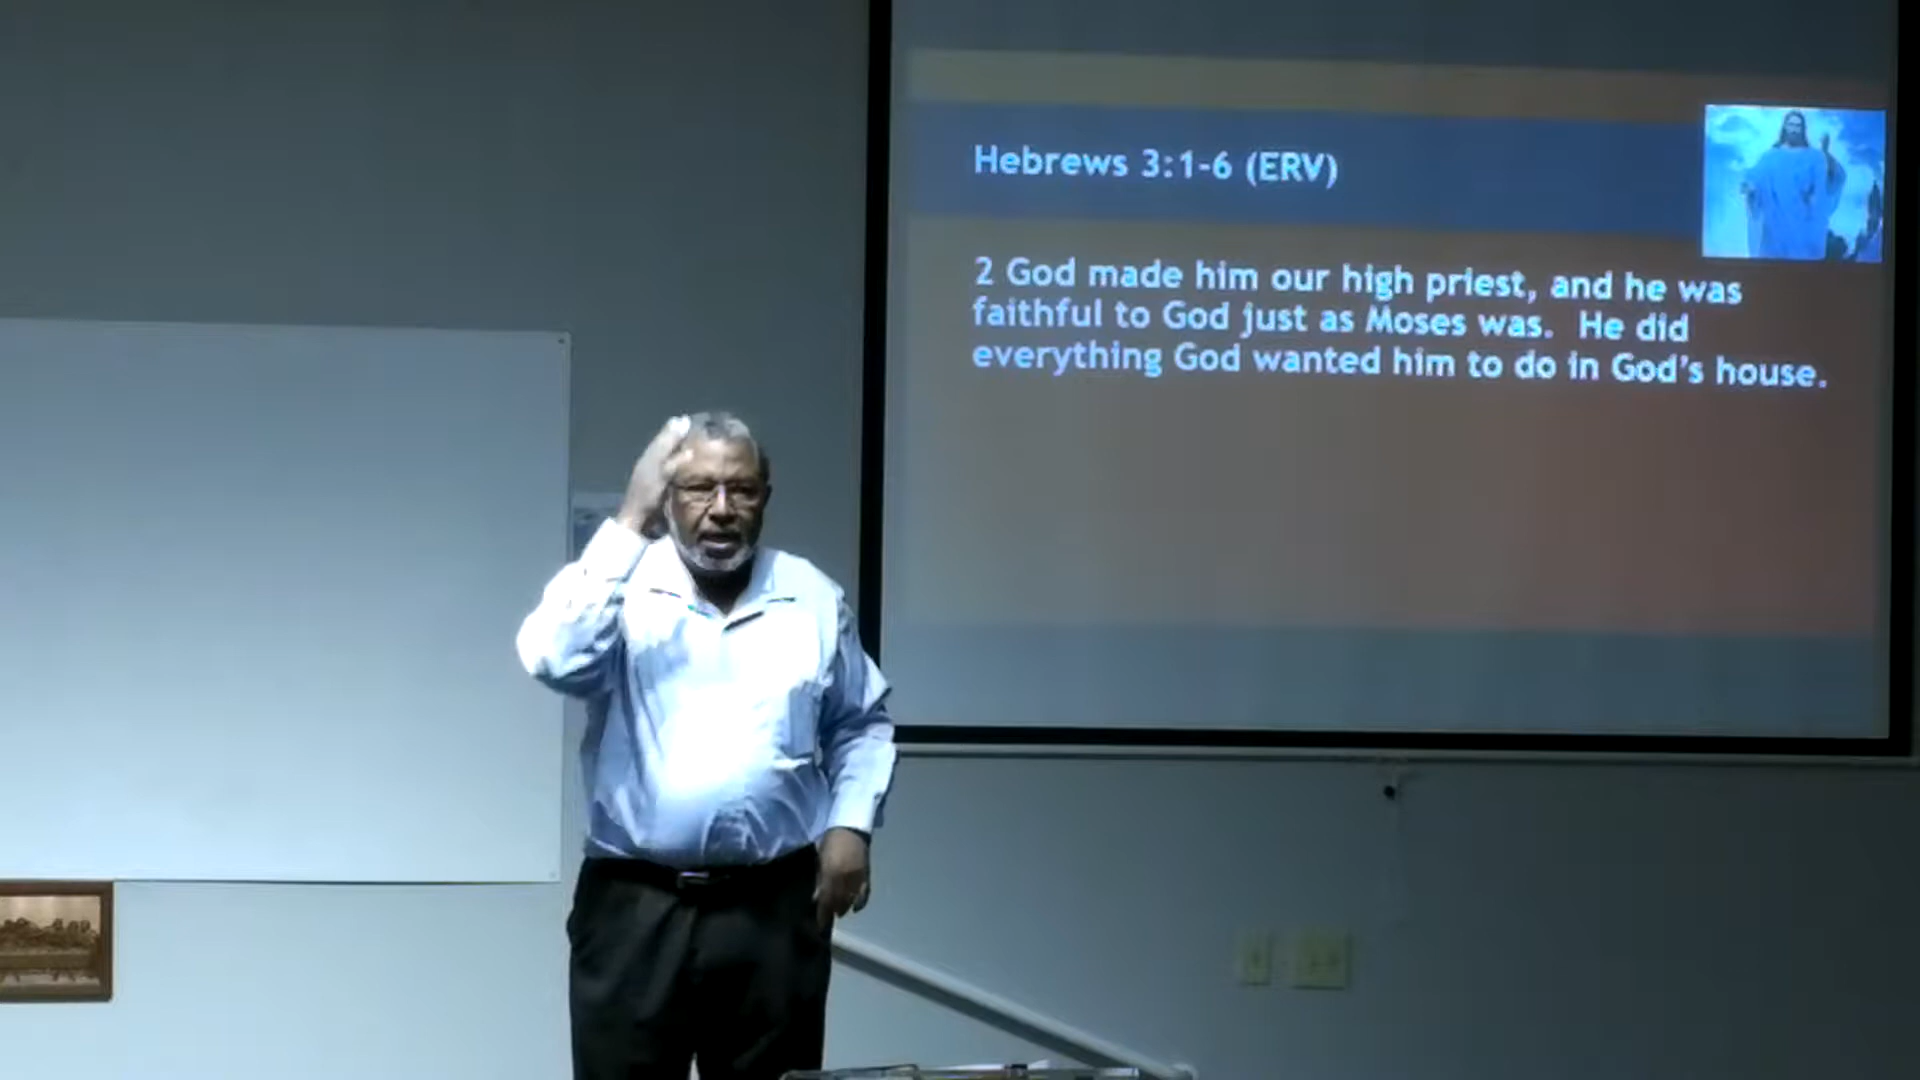 Hebrews 3:1-6 (ERV)
2 God made him our high priest, and he was
faithful to God just as Moses was.  He did
everything God wanted him to do in God's house.